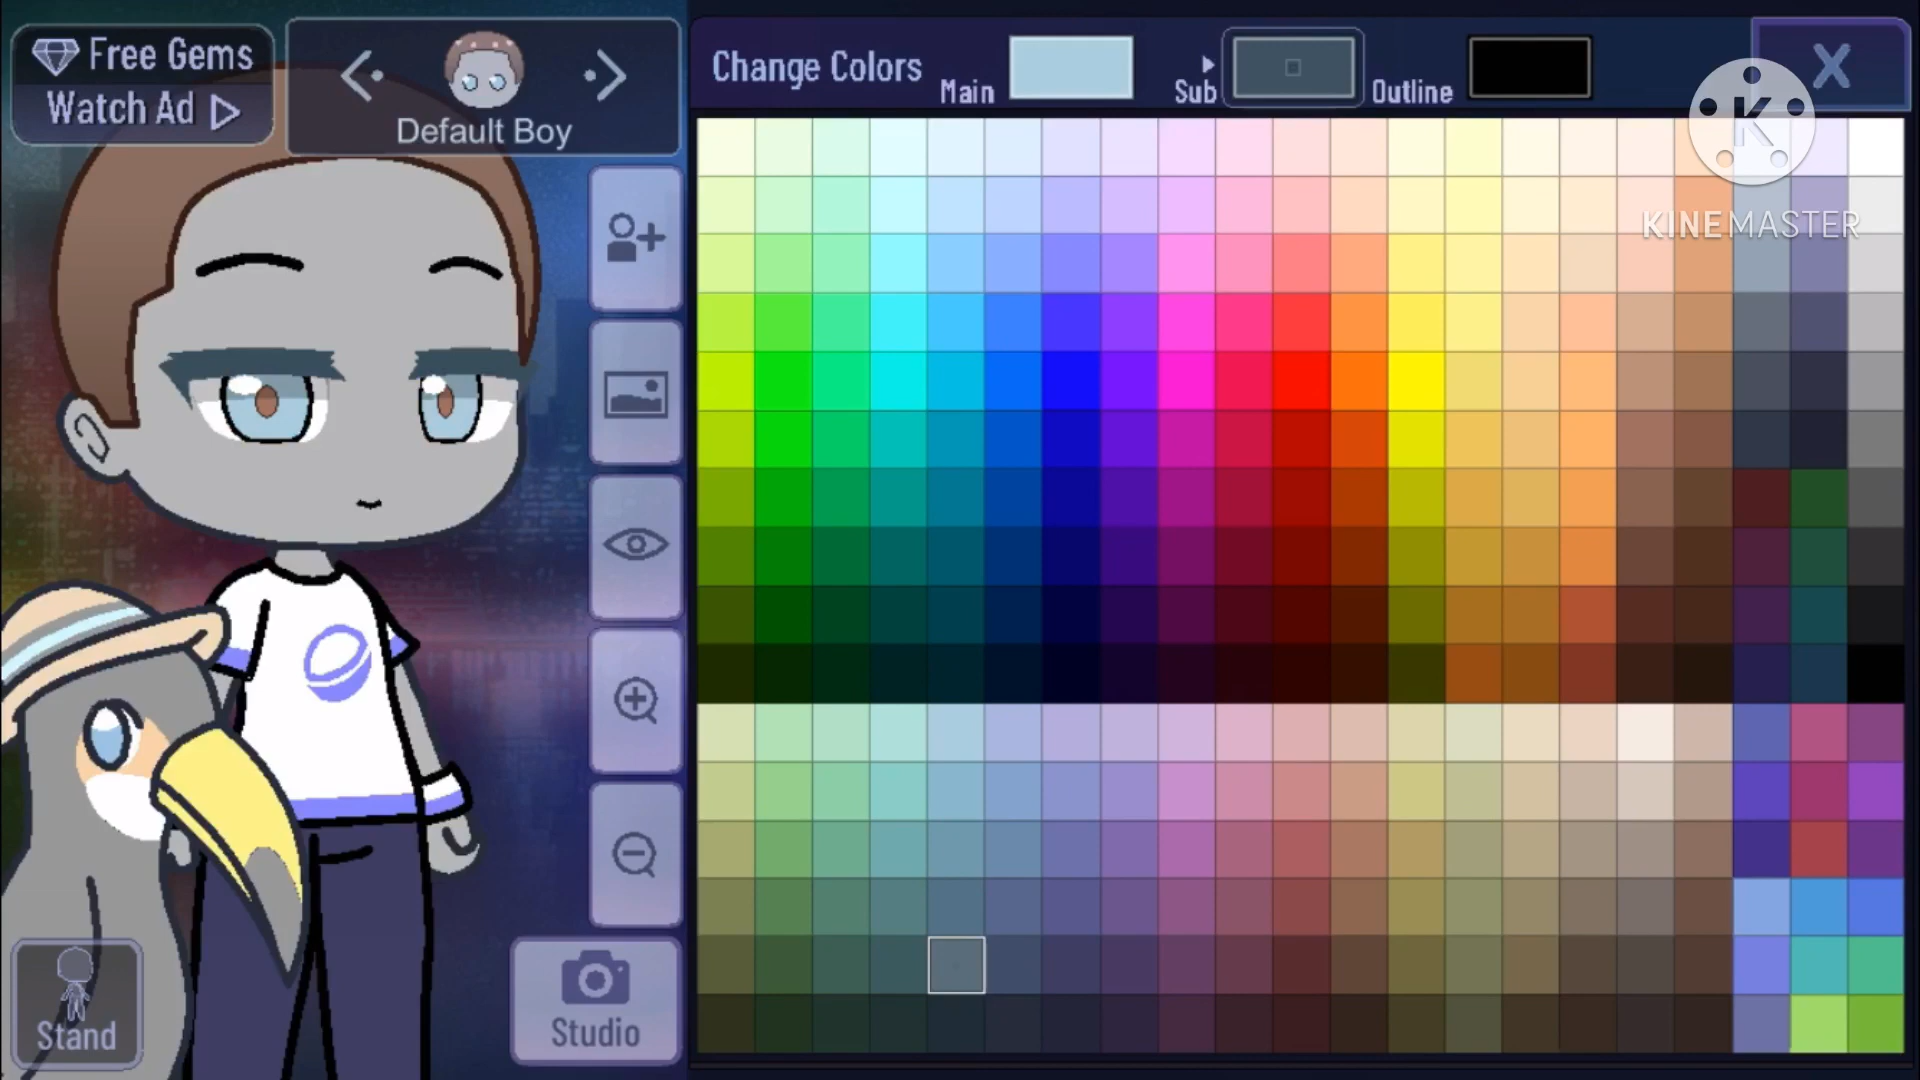 Free Gems
Watch Ad
Default Boy
Change Colors
Main
Sub
Outline
X
K
KINEMASTER
Stand
Studio